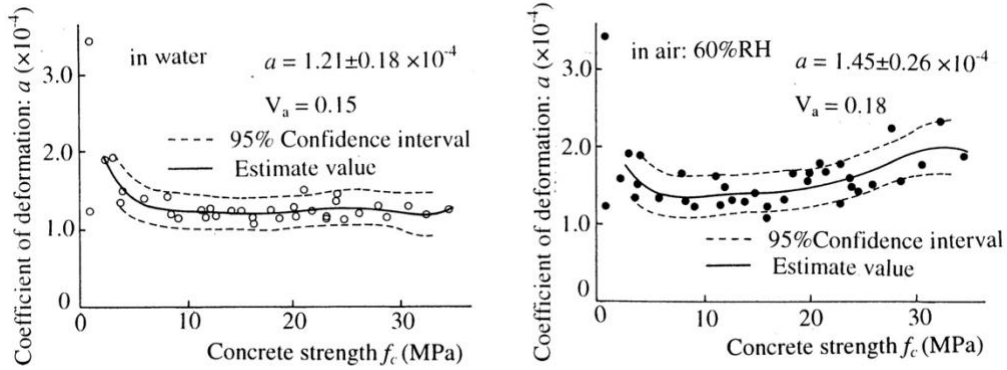 Coefficient of deformation: a (×10⁻⁴)
3.0
2.0
1.0
0
in water
a = 1.21±0.18 ×10⁻⁴
Vₐ = 0.15
95% Confidence interval
Estimate value
0 10 20 30
Concrete strength f꜀ (MPa)
Coefficient of deformation: a (×10⁻⁴)
3.0
2.0
1.0
0
in air: 60%RH
a = 1.45±0.26 ×10⁻⁴
Vₐ = 0.18
95%Confidence interval
Estimate value
0 10 20 30
Concrete strength f꜀ (MPa)